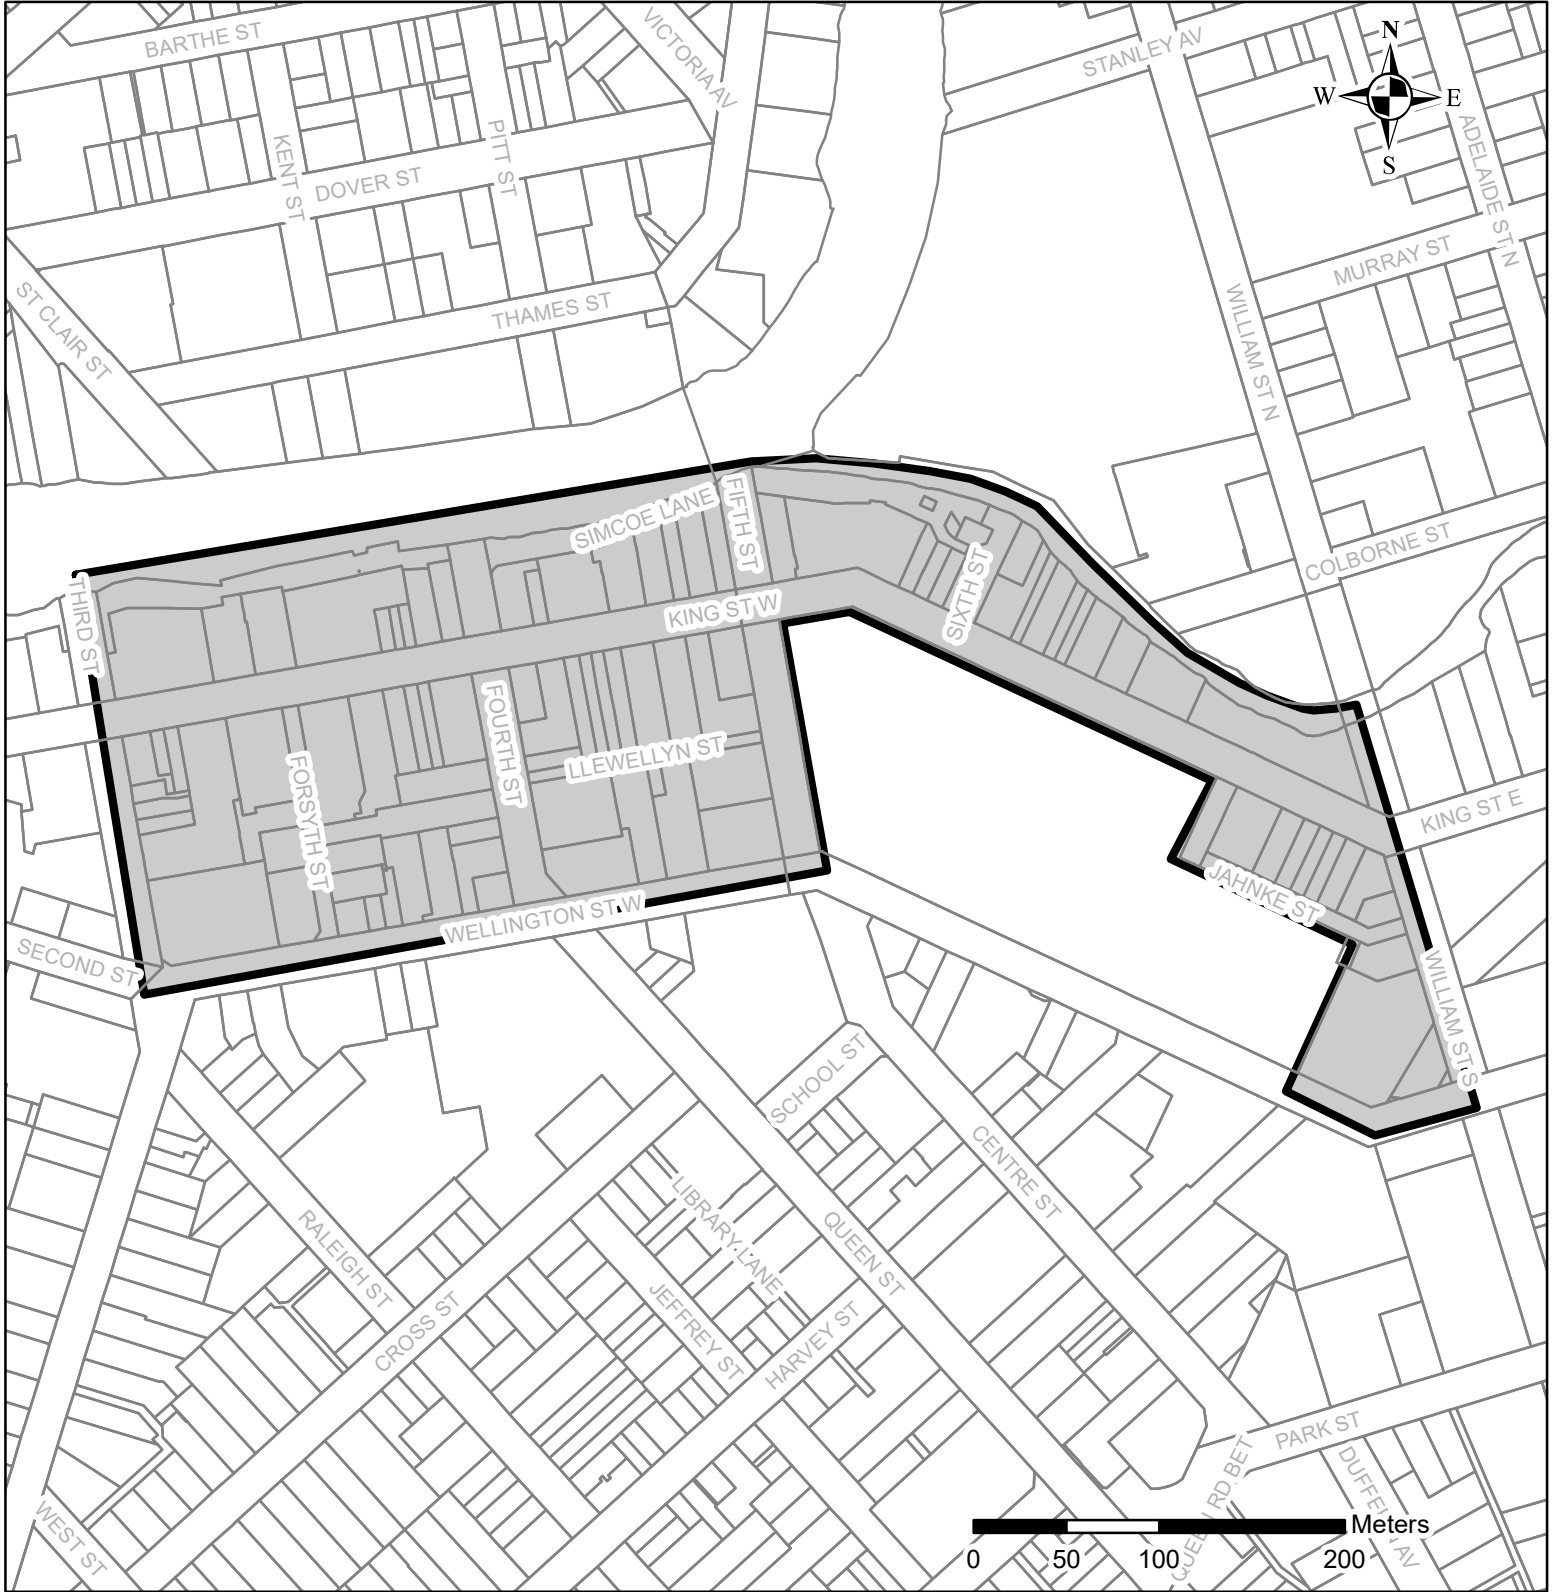 BARTHE ST
VICTORIA AV
STANLEY AV
N
W
E
S
KENT ST
PITT ST
DOVER ST
ADELAIDE ST N
MURRAY ST
ST CLAIR ST
THAMES ST
WILLIAM ST N
SIMCOE LANE
FIFTH ST
COLBORNE ST
THIRD ST
KING ST W
SIXTH ST
FOURTH ST
LLEWELLYN ST
FORSYTH ST
KING ST E
JAHNKE ST
WELLINGTON ST W
SECOND ST
WILLIAM ST S
SCHOOL ST
CENTRE ST
LIBRARY LANE
RALEIGH ST
QUEEN ST
JEFFREY ST
CROSS ST
HARVEY ST
PARK ST
WEST ST
Meters
0 50 100 200